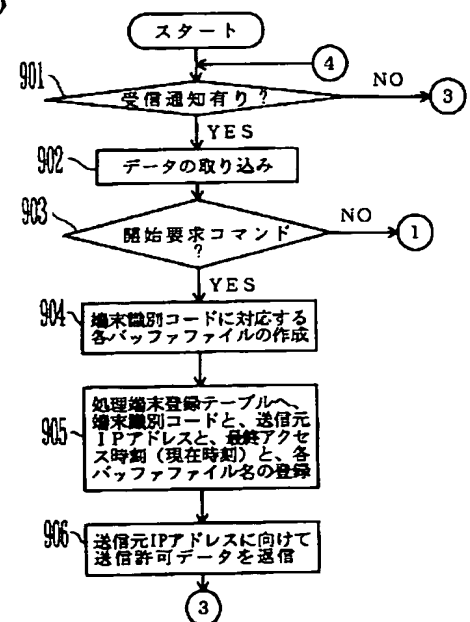 スタート
4
901
受信通知有り?
NO
3
YES
902
データの取り込み
903
開始要求コマンド
?
NO
1
YES
904
端末識別コードに対応する
各バッファファイルの作成
905
処理端末登録テーブルへ、
端末識別コードと、送信元
IPアドレスと、最終アクセ
ス時刻(現在時刻)と、各
バッファファイル名の登録
906
送信元IPアドレスに向けて
送信許可データを返信
3